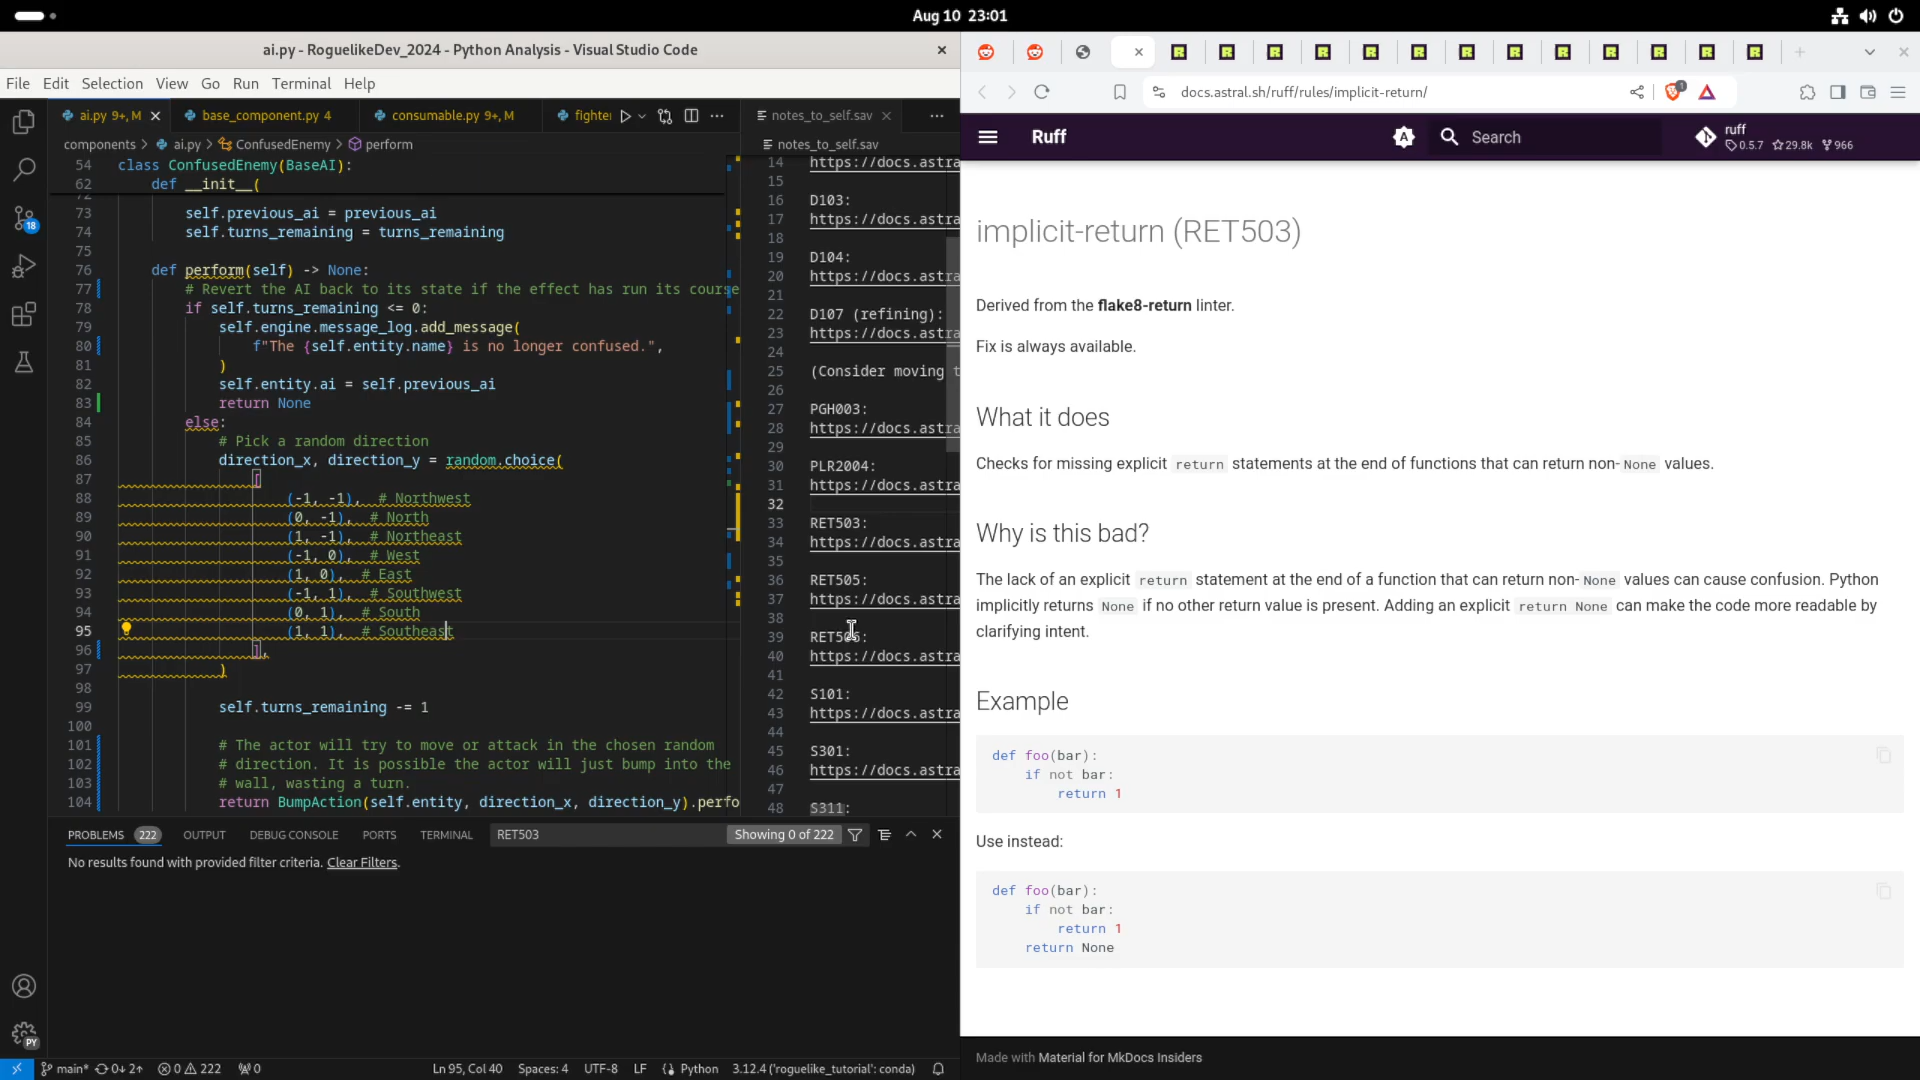 Aug 10 23:01
ai.py - RoguelikeDev_2024 - Python Analysis - Visual Studio Code
File Edit Selection View Go Run Terminal Help
ai.py 9+, M
base_component.py 4
consumable.py 9+, M
fighter
notes_to_self.sav
components > ai.py > ConfusedEnemy > perform
notes_to_self.sav
54 class ConfusedEnemy(BaseAI):
62 def __init__(
73 self.previous_ai = previous_ai
74 self.turns_remaining = turns_remaining
75
76 def perform(self) -> None:
77 # Revert the AI back to its state if the effect has run its course
78 if self.turns_remaining <= 0:
79 self.engine.message_log.add_message(
80 f"The {self.entity.name} is no longer confused.",
81 )
82 self.entity.ai = self.previous_ai
83 return None
84 else:
85 # Pick a random direction
86 direction_x, direction_y = random.choice(
87 [
88 (-1, -1), # Northwest
89 (0, -1), # North
90 (1, -1), # Northeast
91 (-1, 0), # West
92 (1, 0), # East
93 (-1, 1), # Southwest
94 (0, 1), # South
95 (1, 1), # Southeast
96 ],
97 )
98
99 self.turns_remaining -= 1
100
101 # The actor will try to move or attack in the chosen random
102 # direction. It is possible the actor will just bump into the
103 # wall, wasting a turn.
104 return BumpAction(self.entity, direction_x, direction_y).perfo
14 https://docs.astra
15
16 D103:
17 https://docs.astra
18
19 D104:
20 https://docs.astra
21
22 D107 (refining):
23 https://docs.astra
24
25 (Consider moving t
26
27 PGH003:
28 https://docs.astra
29
30 PLR2004:
31 https://docs.astra
32
33 RET503:
34 https://docs.astra
35
36 RET505:
37 https://docs.astra
38
39 RET506:
40 https://docs.astra
41
42 S101:
43 https://docs.astra
44
45 S301:
46 https://docs.astra
47
48 S311:
PROBLEMS 222 OUTPUT DEBUG CONSOLE PORTS TERMINAL RET503 Showing 0 of 222
No results found with provided filter criteria. Clear Filters.
18
PY
main* 0↓ 2↑ 0 222 0 Ln 95, Col 40 Spaces: 4 UTF-8 LF Python 3.12.4 ('roguelike_tutorial': conda)
docs.astral.sh/ruff/rules/implicit-return/
1
Ruff
Search
ruff
0.5.7 29.8k 966
implicit-return (RET503)
Derived from the flake8-return linter.
Fix is always available.
What it does
Checks for missing explicit return statements at the end of functions that can return non-None values.
Why is this bad?
The lack of an explicit return statement at the end of a function that can return non-None values can cause confusion. Python
implicitly returns None if no other return value is present. Adding an explicit return None can make the code more readable by
clarifying intent.
Example
def foo(bar):
if not bar:
return 1
Use instead:
def foo(bar):
if not bar:
return 1
return None
Made with Material for MkDocs Insiders